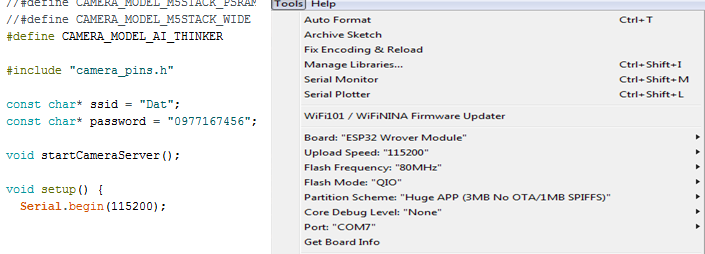 //#define CAMERA_MODEL_M5STACK_PSRAM
//#define CAMERA_MODEL_M5STACK_WIDE
#define CAMERA_MODEL_AI_THINKER
#include "camera_pins.h"
const char* ssid = "Dat";
const char* password = "0977167456";
void startCameraServer();
void setup() {
Serial.begin(115200);
Tools Help
Auto Format Ctrl+T
Archive Sketch
Fix Encoding & Reload
Manage Libraries... Ctrl+Shift+I
Serial Monitor Ctrl+Shift+M
Serial Plotter Ctrl+Shift+L
WiFi101 / WiFiNINA Firmware Updater
Board: "ESP32 Wrover Module"
Upload Speed: "115200"
Flash Frequency: "80MHz"
Flash Mode: "QIO"
Partition Scheme: "Huge APP (3MB No OTA/1MB SPIFFS)"
Core Debug Level: "None"
Port: "COM7"
Get Board Info